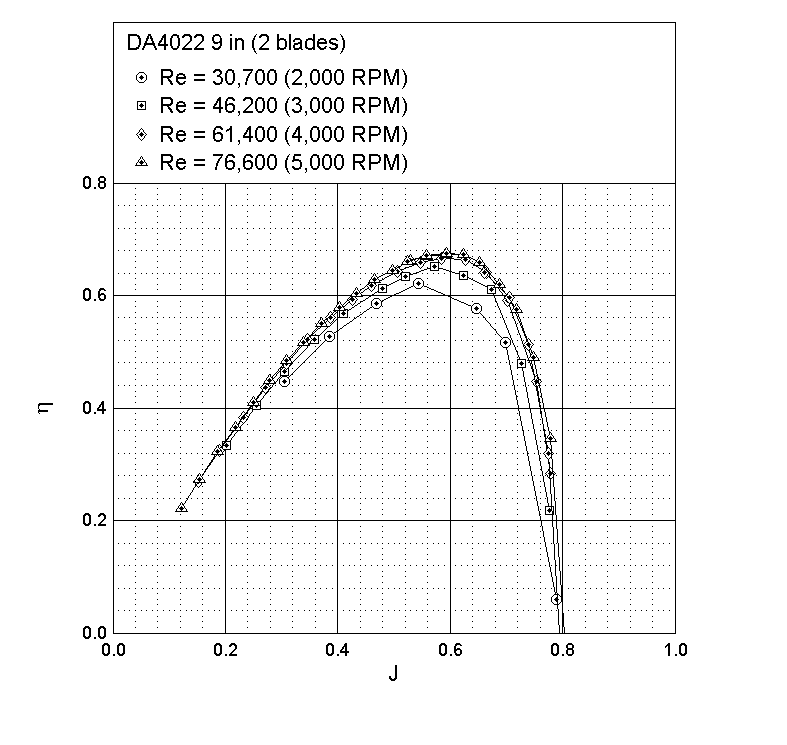 DA4022 9 in (2 blades)
Re = 30,700 (2,000 RPM)
Re = 46,200 (3,000 RPM)
Re = 61,400 (4,000 RPM)
Re = 76,600 (5,000 RPM)
0.8
0.6
0.4
0.2
0.0
η
0.0 0.2 0.4 0.6 0.8 1.0
J